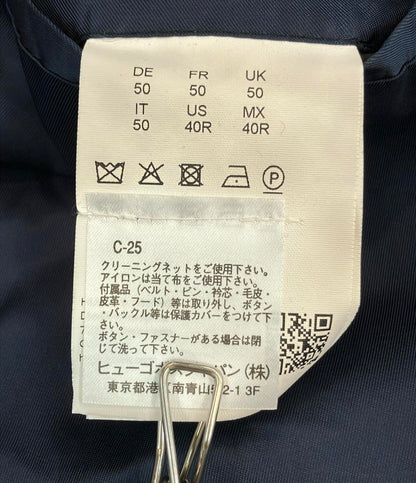 DE FR UK
50 50 50
IT US MX
50 40R 40R
P
C-25
クリーニングネットをご使用下さい。
アイロンは当て布をご使用下さい。
付属品（ベルト・ピン・衿芯・毛皮・
皮革・フード）等は取り外し、ボタン
・バックル等は保護カバーをつけて下
さい。
ボタン・ファスナーがある場合は閉
じて洗って下さい。
ヒューゴボスジャパン（株）
東京都港区南青山5-2-1 3F